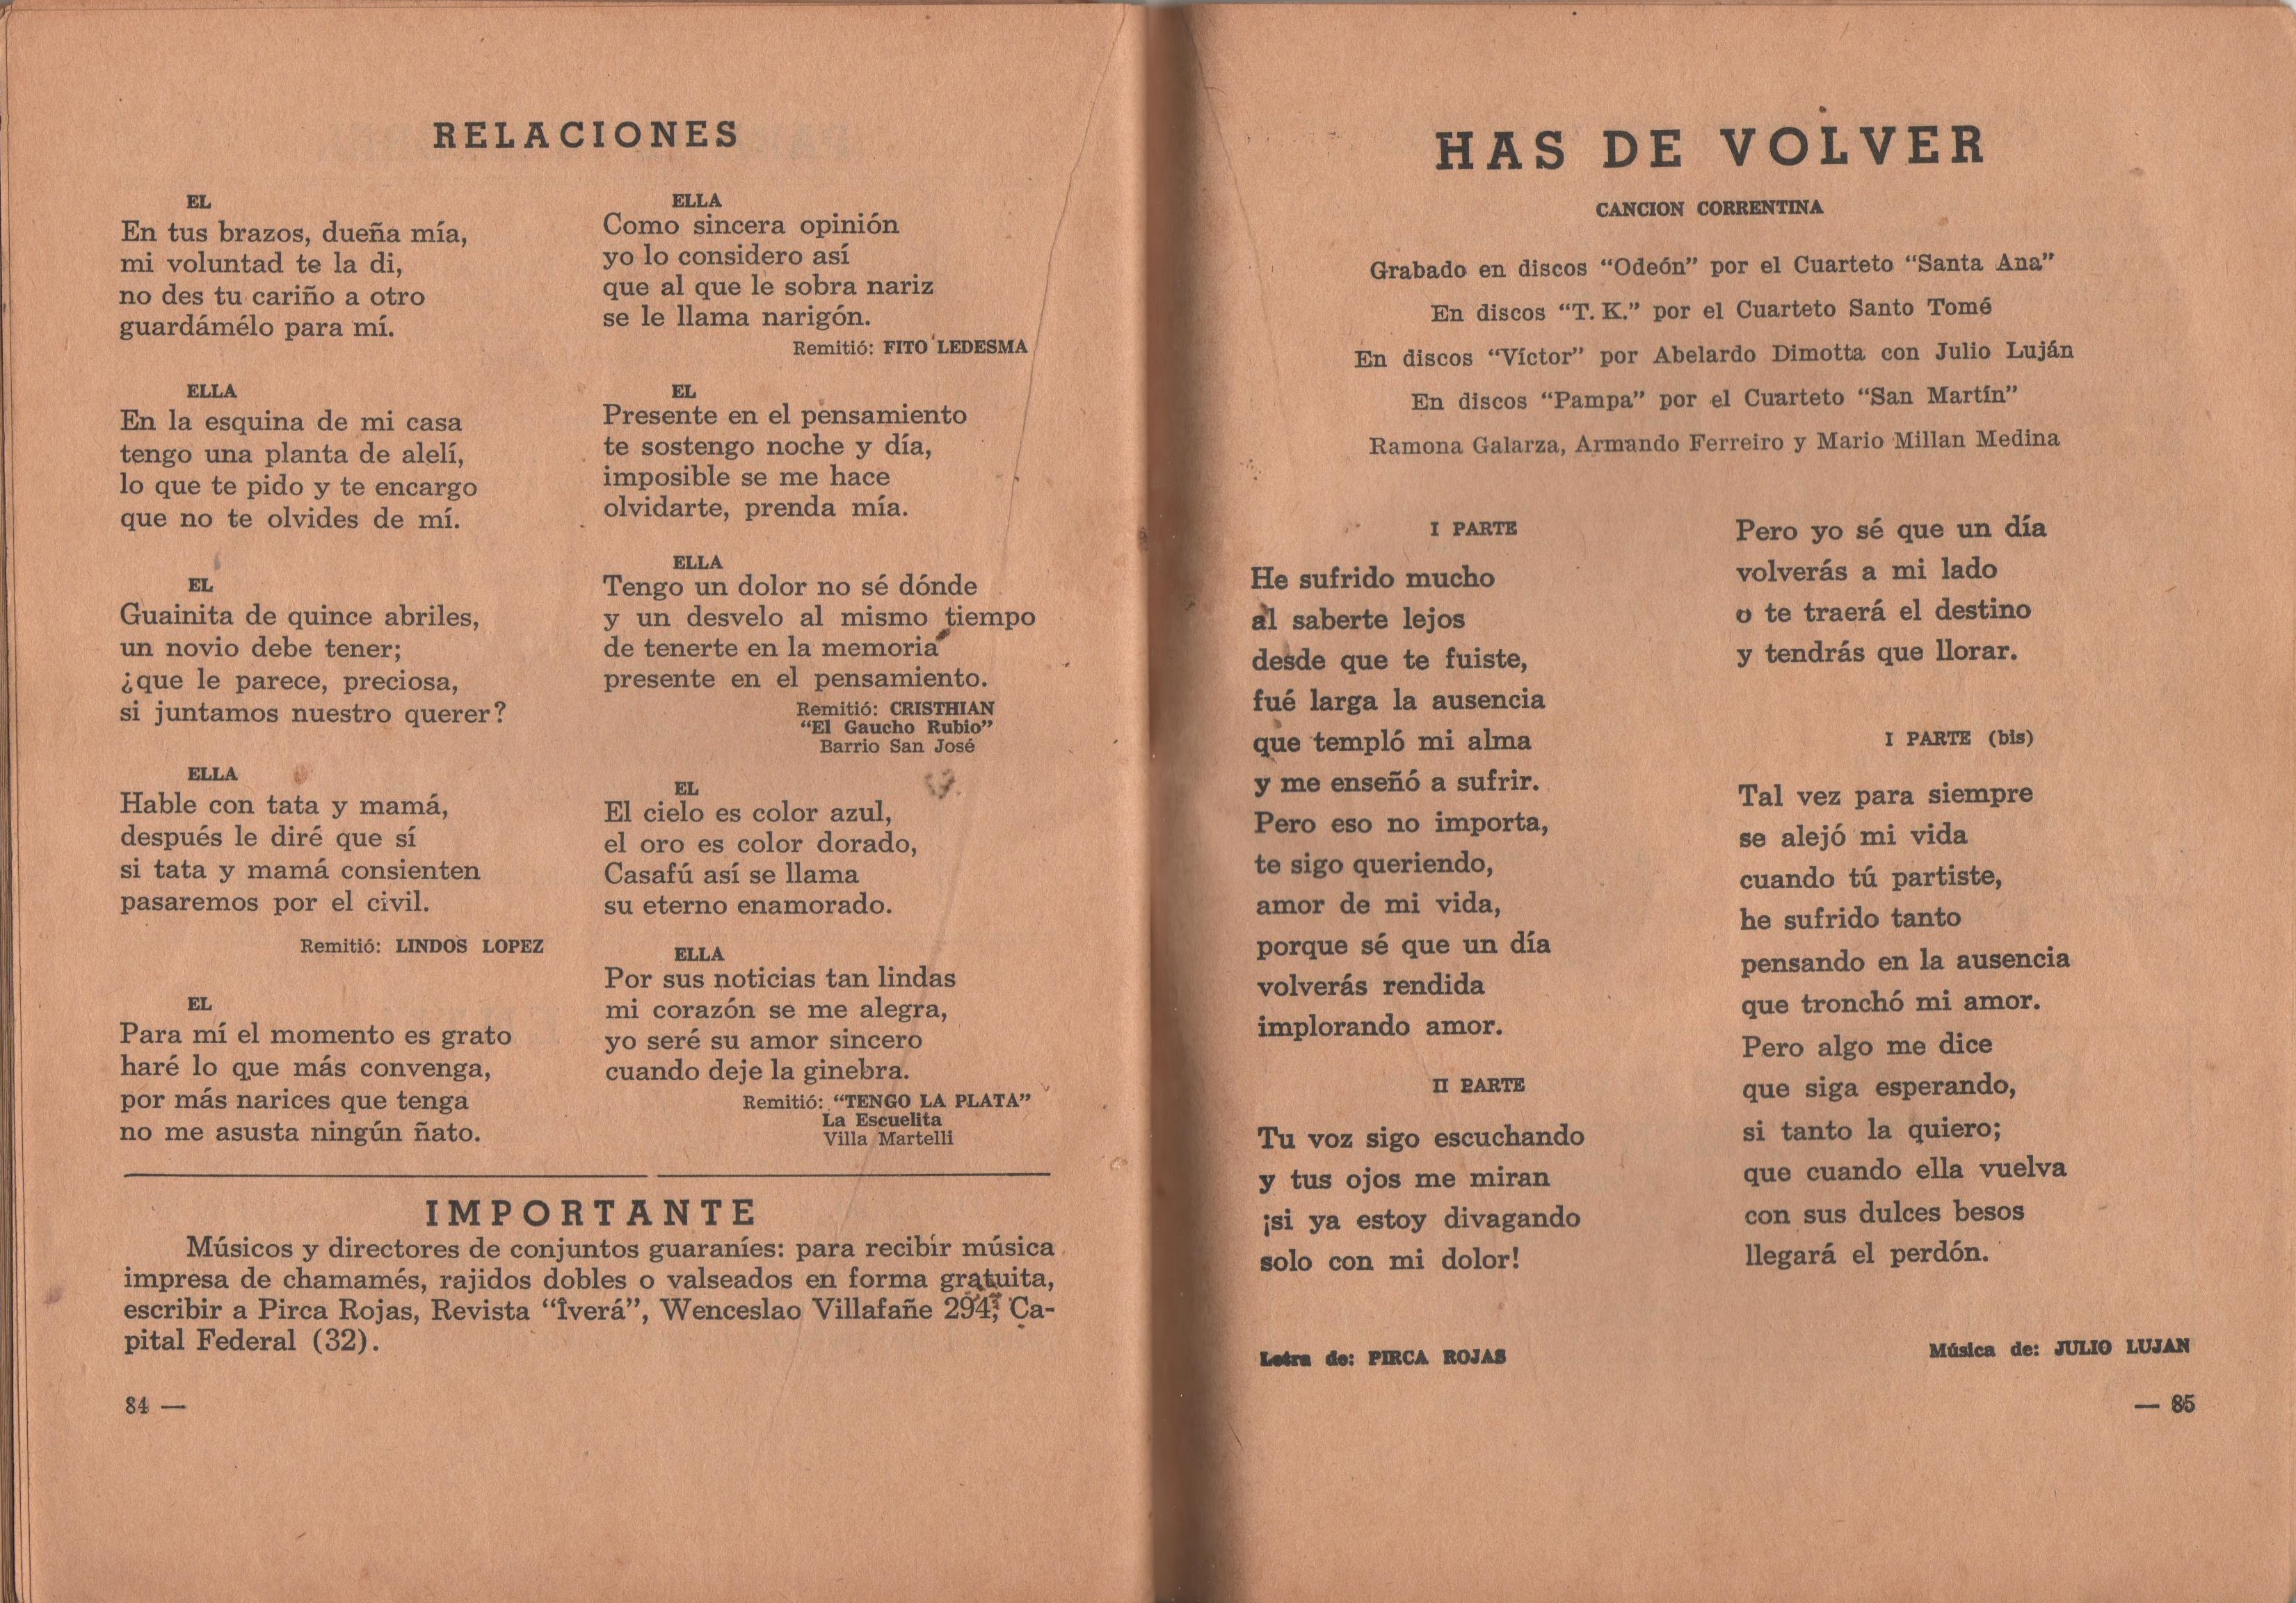 RELACIONES
EL
En tus brazos, dueña mía,
mi voluntad te la di,
no des tu cariño a otro
guardámélo para mí.
ELLA
En la esquina de mi casa
tengo una planta de alelí,
lo que te pido y te encargo
que no te olvides de mí.
EL
Guainita de quince abriles,
un novio debe tener;
¿que le parece, preciosa,
si juntamos nuestro querer?
ELLA
Hable con tata y mamá,
después le diré que sí
si tata y mamá consienten
pasaremos por el civil.
Remitió: LINDOS LOPEZ
EL
Para mí el momento es grato
haré lo que más convenga,
por más narices que tenga
no me asusta ningún ñato.
ELLA
Como sincera opinión
yo lo considero así
que al que le sobra nariz
se le llama narigón.
Remitió: FITO LEDESMA
EL
Presente en el pensamiento
te sostengo noche y día,
imposible se me hace
olvidarte, prenda mía.
ELLA
Tengo un dolor no sé dónde
y un desvelo al mismo tiempo
de tenerte en la memoria
presente en el pensamiento.
Remitió: CRISTHIAN
"El Gaucho Rubio"
Barrio San José
EL
El cielo es color azul,
el oro es color dorado,
Casafú así se llama
su eterno enamorado.
ELLA
Por sus noticias tan lindas
mi corazón se me alegra,
yo seré su amor sincero
cuando deje la ginebra.
Remitió: "TENGO LA PLATA"
La Escuelita
Villa Martelli
IMPORTANTE
Músicos y directores de conjuntos guaraníes: para recibir música
impresa de chamamés, rajidos dobles o valseados en forma gratuita,
escribir a Pirca Rojas, Revista "Îverá", Wenceslao Villafañe 294, Ca-
pital Federal (32).
84 —
HAS DE VOLVER
CANCION CORRENTINA
Grabado en discos "Odeón" por el Cuarteto "Santa Ana"
En discos "T. K." por el Cuarteto Santo Tomé
En discos "Víctor" por Abelardo Dimotta con Julio Luján
En discos "Pampa" por el Cuarteto "San Martín"
Ramona Galarza, Armando Ferreiro y Mario Millan Medina
I PARTE
He sufrido mucho
al saberte lejos
desde que te fuiste,
fué larga la ausencia
que templó mi alma
y me enseñó a sufrir.
Pero eso no importa,
te sigo queriendo,
amor de mi vida,
porque sé que un día
volverás rendida
implorando amor.
II PARTE
Tu voz sigo escuchando
y tus ojos me miran
¡si ya estoy divagando
solo con mi dolor!
Pero yo sé que un día
volverás a mi lado
o te traerá el destino
y tendrás que llorar.
I PARTE (bis)
Tal vez para siempre
se alejó mi vida
cuando tú partiste,
he sufrido tanto
pensando en la ausencia
que tronchó mi amor.
Pero algo me dice
que siga esperando,
si tanto la quiero;
que cuando ella vuelva
con sus dulces besos
llegará el perdón.
Letra de: PIRCA ROJAS
Música de: JULIO LUJAN
— 85